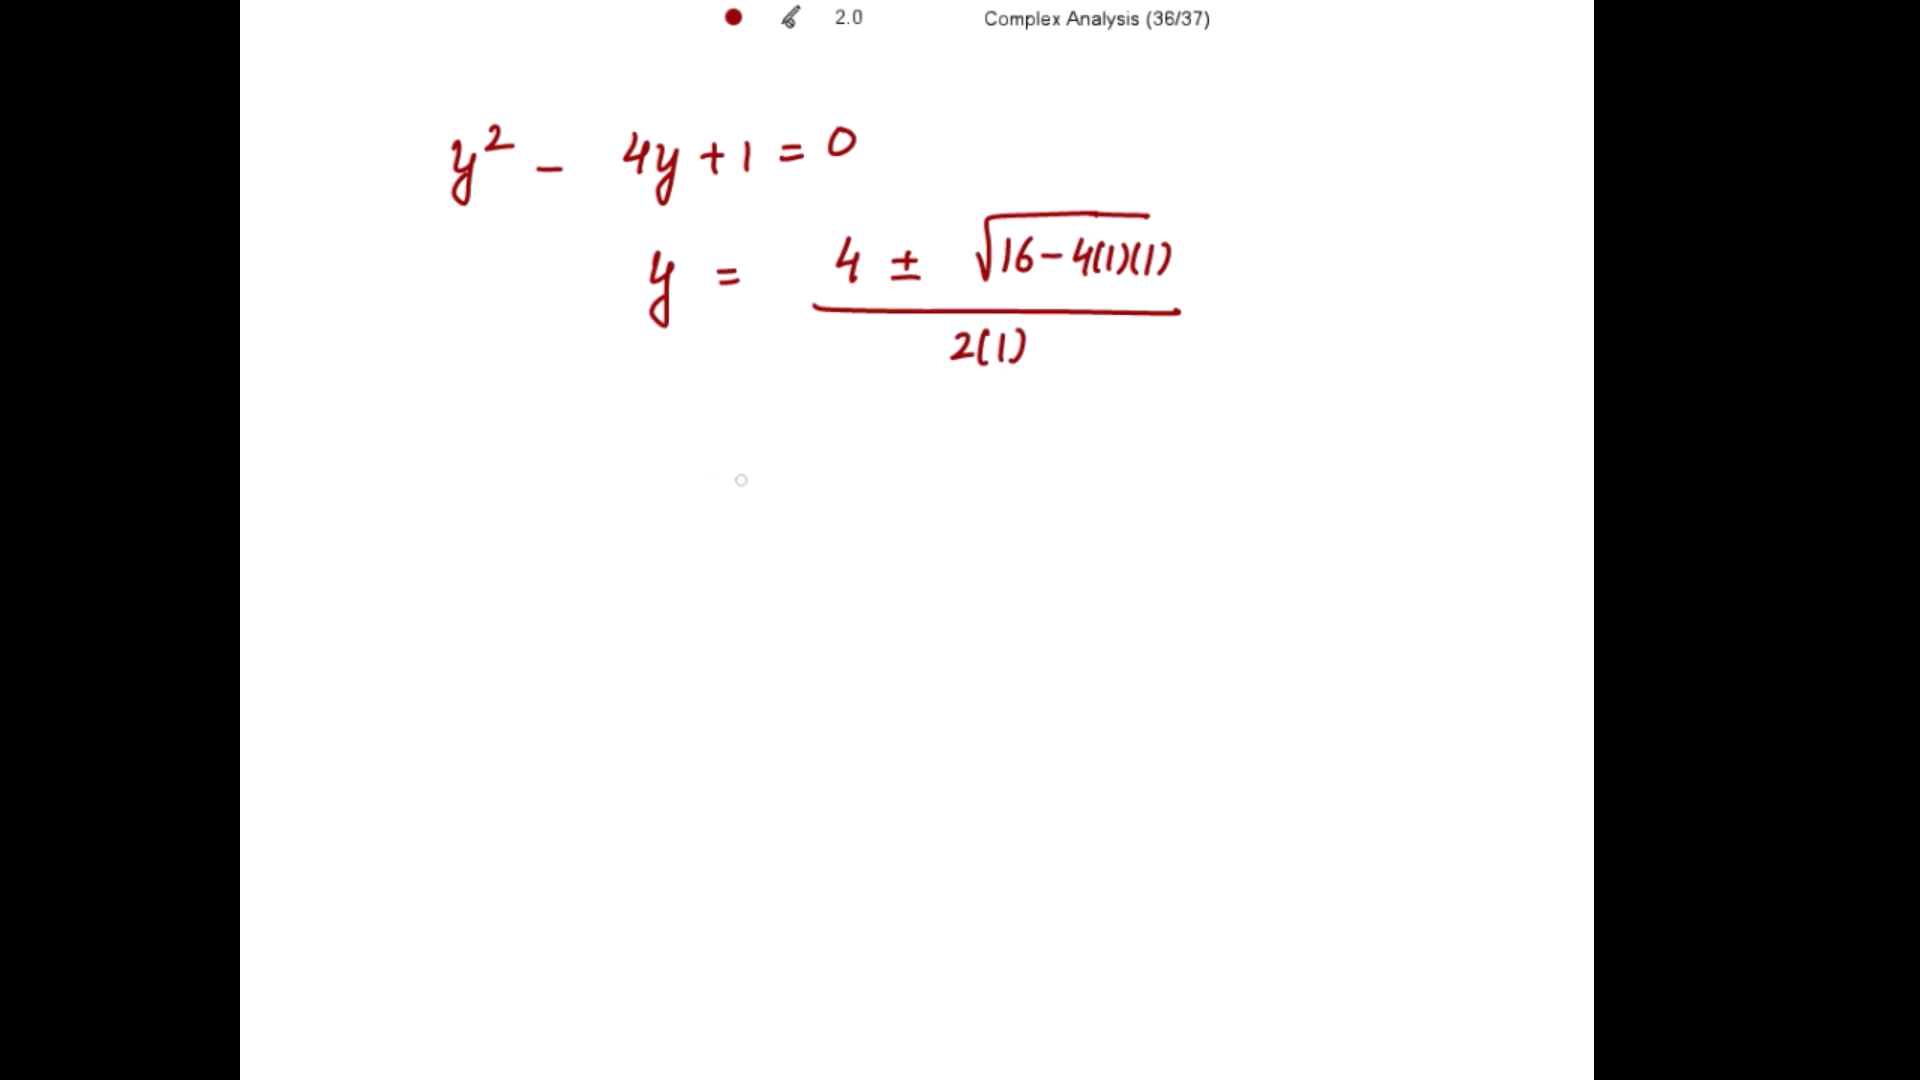 2.0 Complex Analysis (36/37)
y² - 4y + 1 = 0
y = (4 ± √(16 - 4(1)(1))) / 2(1)